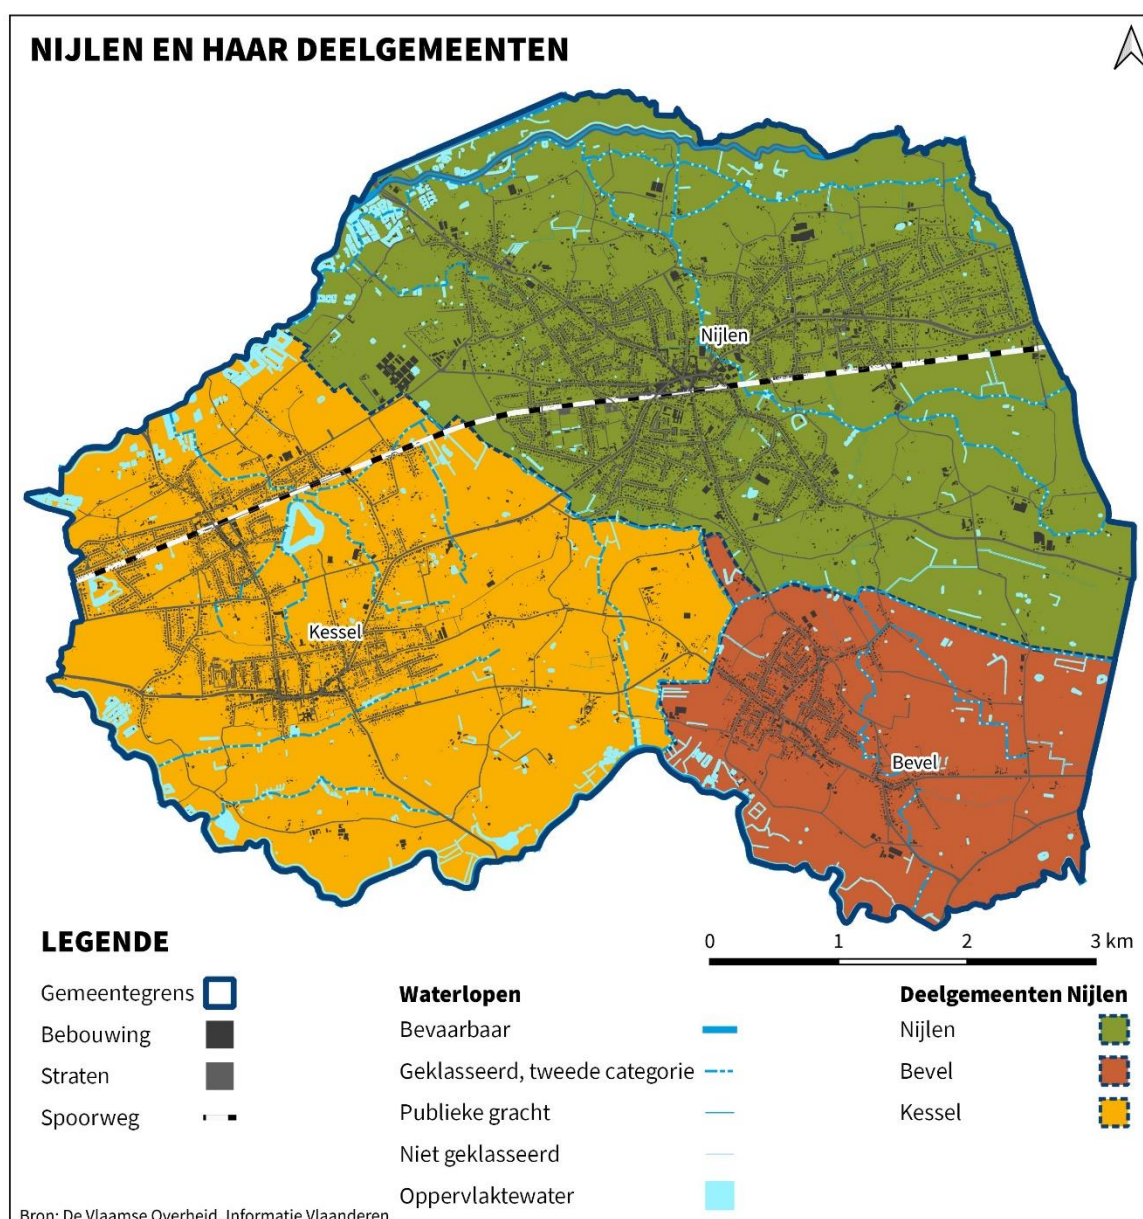 NIJLEN EN HAAR DEELGEMEENTEN
Nijlen
Kessel
Bevel
LEGENDE
Gemeentegrens
Bebouwing
Straten
Spoorweg
0 1 2 3 km
Waterlopen
Bevaarbaar
Geklasseerd, tweede categorie
Publieke gracht
Niet geklasseerd
Oppervlaktewater
Deelgemeenten Nijlen
Nijlen
Bevel
Kessel
Bron: De Vlaamse Overheid, Informatie Vlaanderen